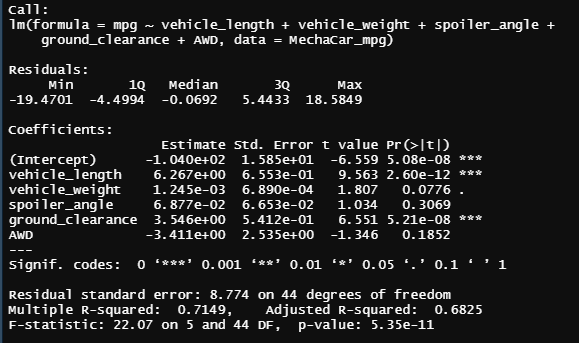 Call:
lm(formula = mpg ~ vehicle_length + vehicle_weight + spoiler_angle +
    ground_clearance + AWD, data = MechaCar_mpg)

Residuals:
     Min       1Q   Median       3Q      Max
-19.4701  -4.4994  -0.0692   5.4433  18.5849

Coefficients:
                   Estimate Std. Error t value Pr(>|t|)
(Intercept)      -1.040e+02  1.585e+01  -6.559 5.08e-08 ***
vehicle_length    6.267e+00  6.553e-01   9.563 2.60e-12 ***
vehicle_weight    1.245e-03  6.890e-04   1.807   0.0776 .
spoiler_angle     6.877e-02  6.653e-02   1.034   0.3069
ground_clearance  3.546e+00  5.412e-01   6.551 5.21e-08 ***
AWD              -3.411e+00  2.535e+00  -1.346   0.1852
---
Signif. codes:  0 ‘***’ 0.001 ‘**’ 0.01 ‘*’ 0.05 ‘.’ 0.1 ‘ ’ 1

Residual standard error: 8.774 on 44 degrees of freedom
Multiple R-squared:  0.7149,	Adjusted R-squared:  0.6825
F-statistic: 22.07 on 5 and 44 DF,  p-value: 5.35e-11